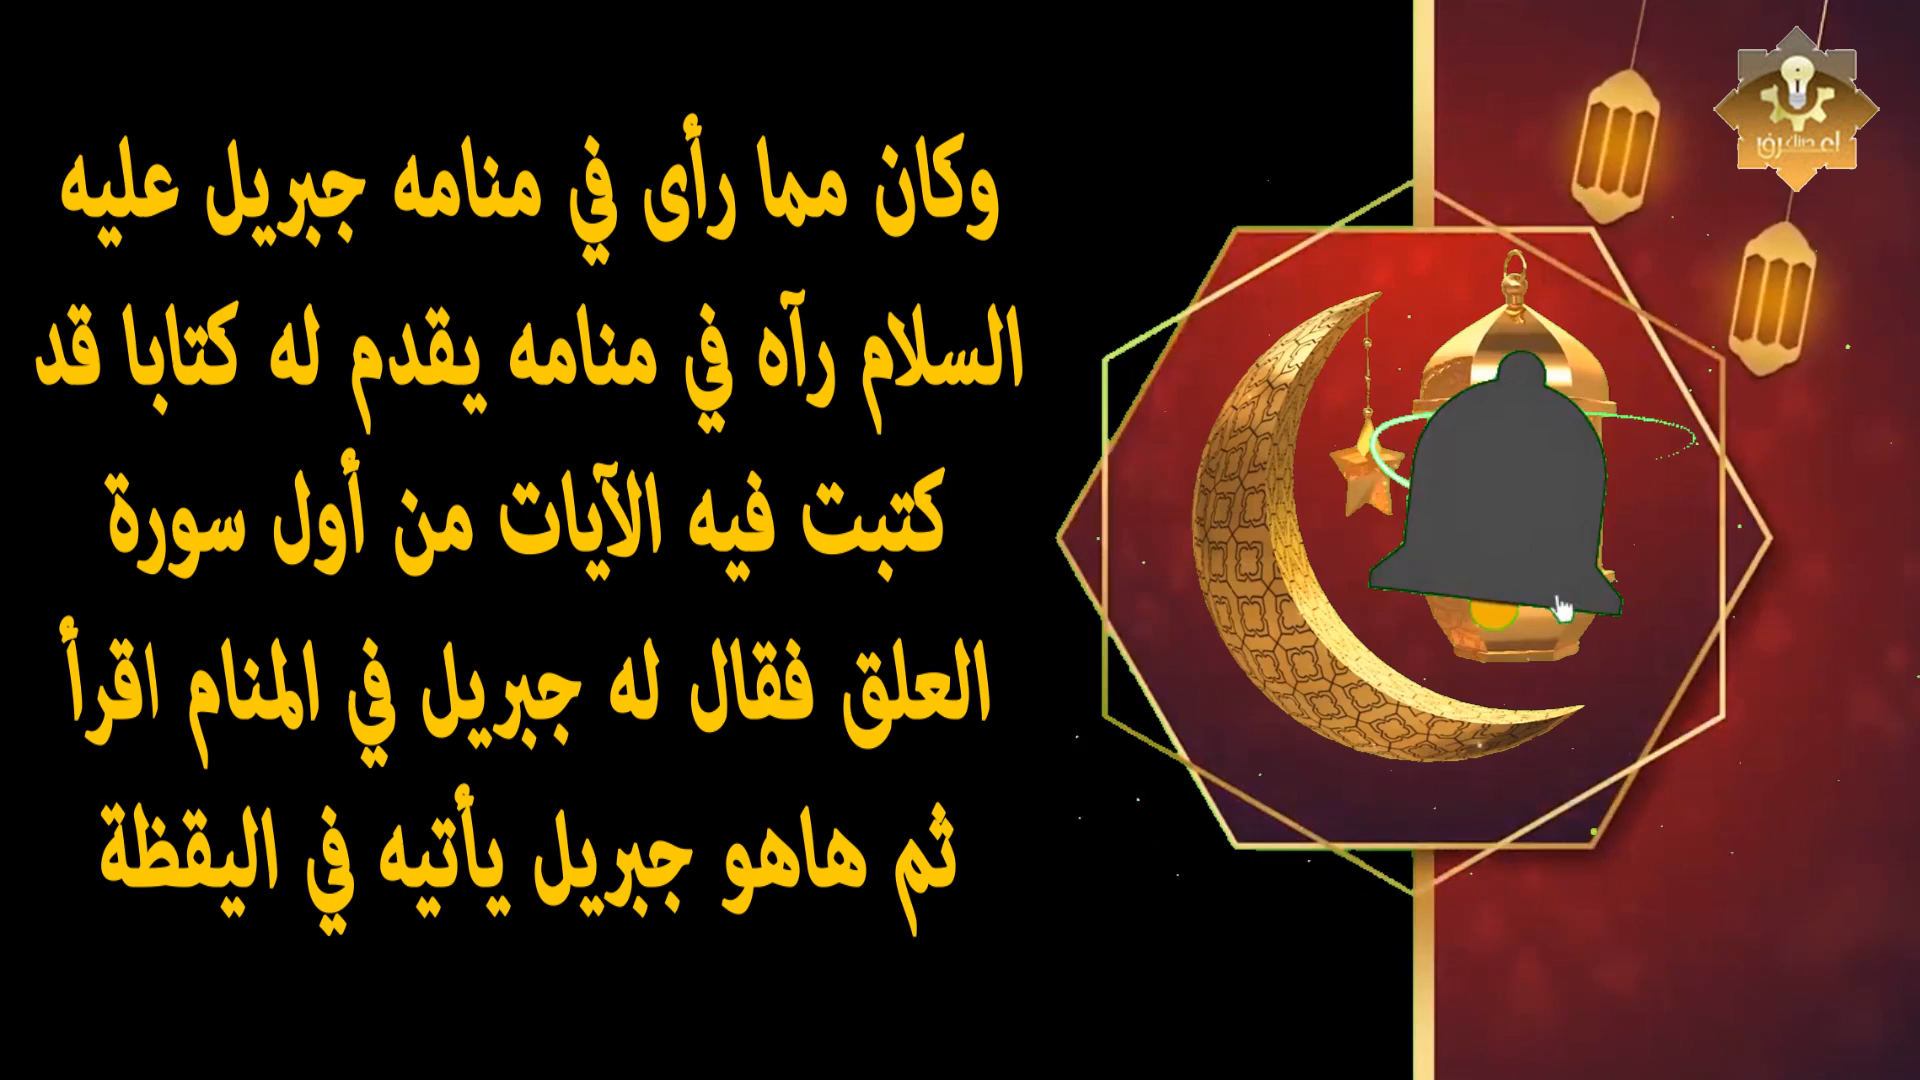 وكان مما رأى في منامه جبريل عليه
السلام رآه في منامه يقدم له كتابا قد
كتبت فيه الآيات من أول سورة
العلق فقال له جبريل في المنام اقرأ
ثم هاهو جبريل يأتيه في اليقظة